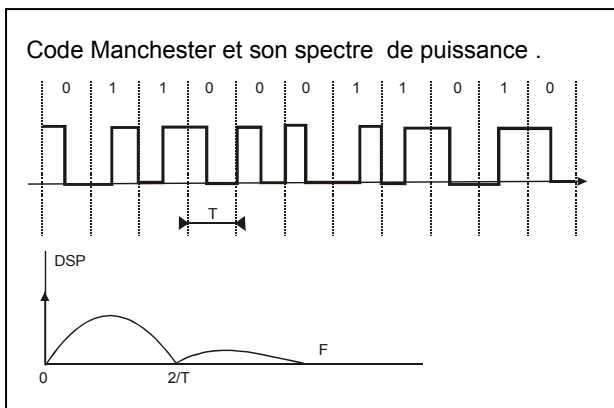 Code Manchester et son spectre de puissance .
0 1 1 0 0 0 1 1 0 1 0
T
DSP
F
0 2/T